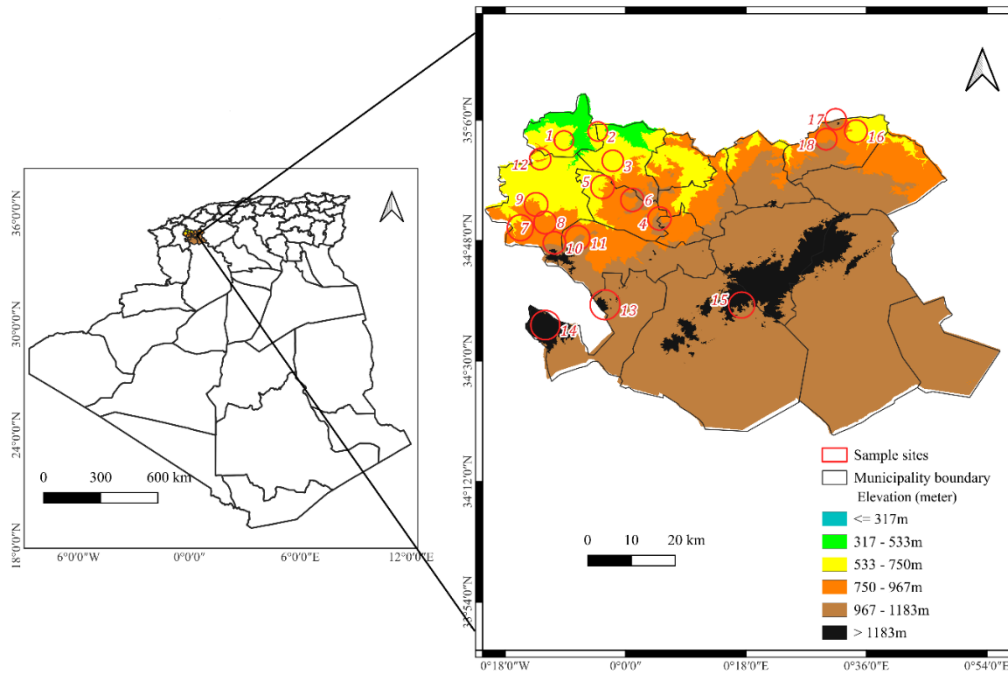 36°0'0"N
30°0'0"N
24°0'0"N
18°0'0"N
0 300 600 km
6°0'0"W 0°0'0" 6°0'0"E 12°0'0"E
35°6'0"N
34°48'0"N
34°30'0"N
34°12'0"N
33°54'0"N
17
16
18
1
2
12
3
5
6
9
4
7
8
10
11
13
15
14
Sample sites
Municipality boundary
Elevation (meter)
<= 317m
317 - 533m
533 - 750m
750 - 967m
967 - 1183m
> 1183m
0 10 20 km
0°18'0"W 0°0'0" 0°18'0"E 0°36'0"E 0°54'0"E